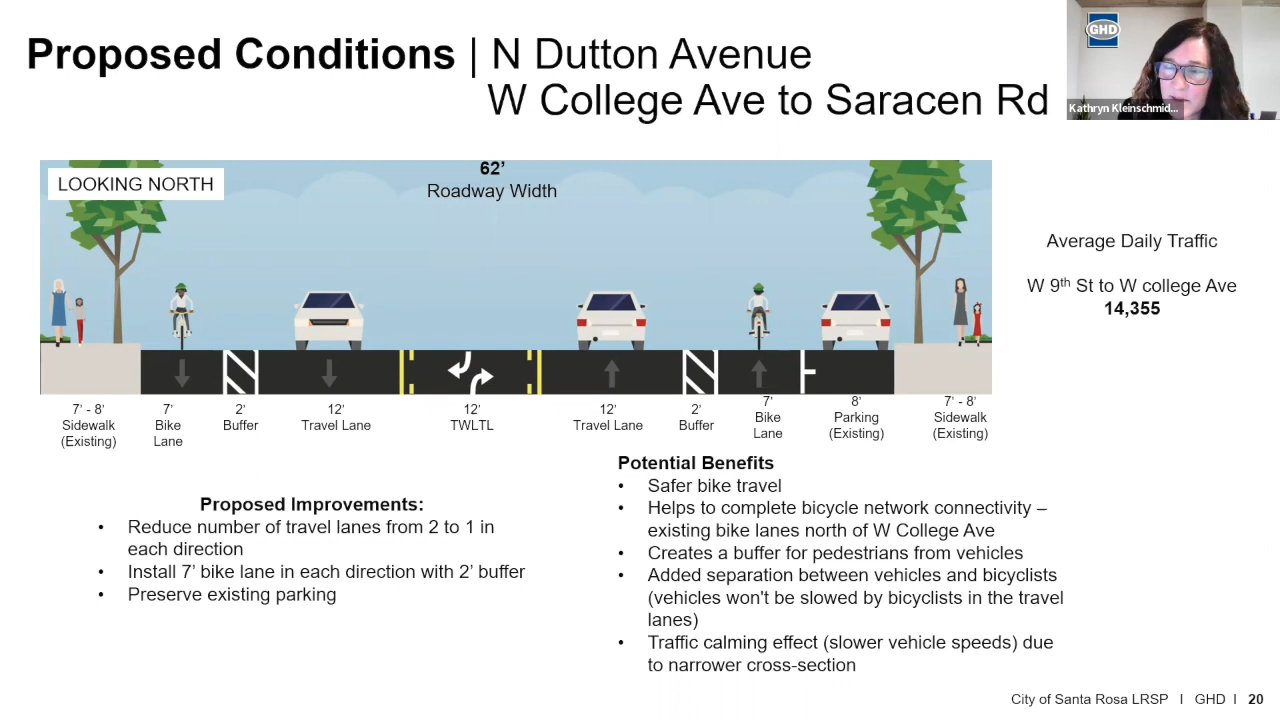 Proposed Conditions | N Dutton Avenue
W College Ave to Saracen Rd
GHD
Kathryn Kleinschmid...
LOOKING NORTH
62’
Roadway Width
Average Daily Traffic
W 9th St to W college Ave
14,355
7’ - 8’
Sidewalk
(Existing)
7’
Bike
Lane
2’
Buffer
12’
Travel Lane
12’
TWLTL
12’
Travel Lane
2’
Buffer
7’
Bike
Lane
8’
Parking
(Existing)
7’ - 8’
Sidewalk
(Existing)
Proposed Improvements:
• Reduce number of travel lanes from 2 to 1 in
each direction
• Install 7’ bike lane in each direction with 2’ buffer
• Preserve existing parking
Potential Benefits
• Safer bike travel
• Helps to complete bicycle network connectivity –
existing bike lanes north of W College Ave
• Creates a buffer for pedestrians from vehicles
• Added separation between vehicles and bicyclists
(vehicles won't be slowed by bicyclists in the travel
lanes)
• Traffic calming effect (slower vehicle speeds) due
to narrower cross-section
City of Santa Rosa LRSP I GHD I 20